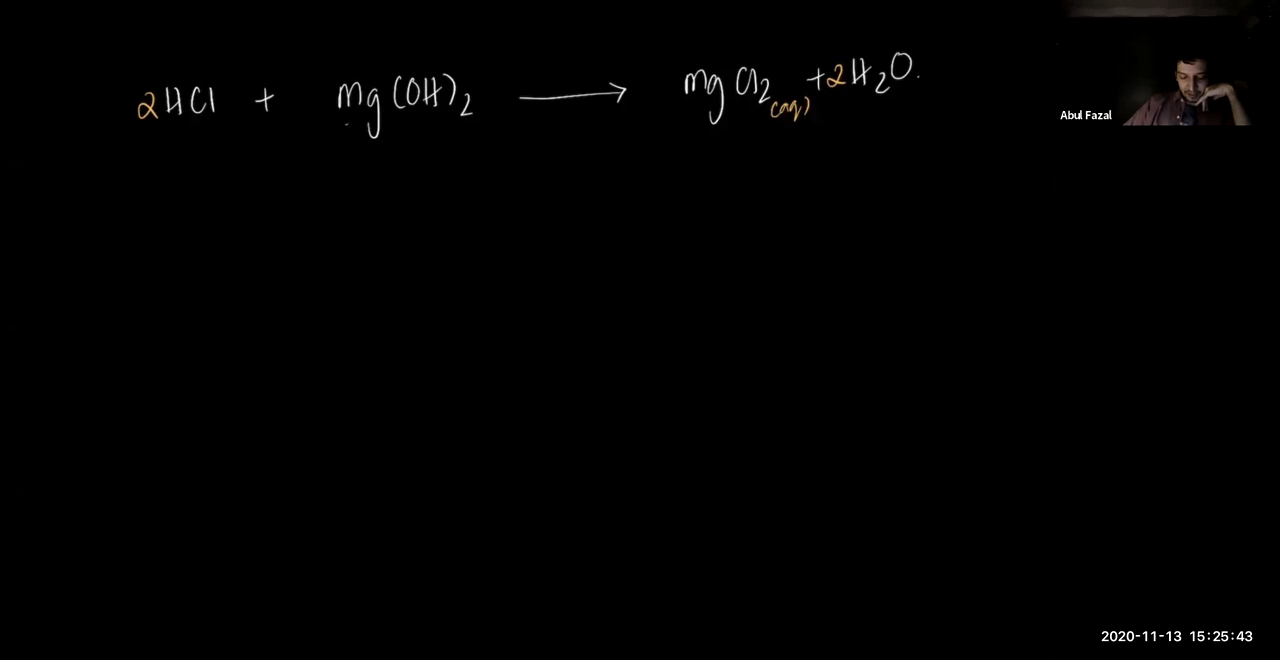 2HCl + Mg(OH)₂ ⟶ MgCl₂(aq) + 2H₂O.
Abul Fazal
2020-11-13 15:25:43